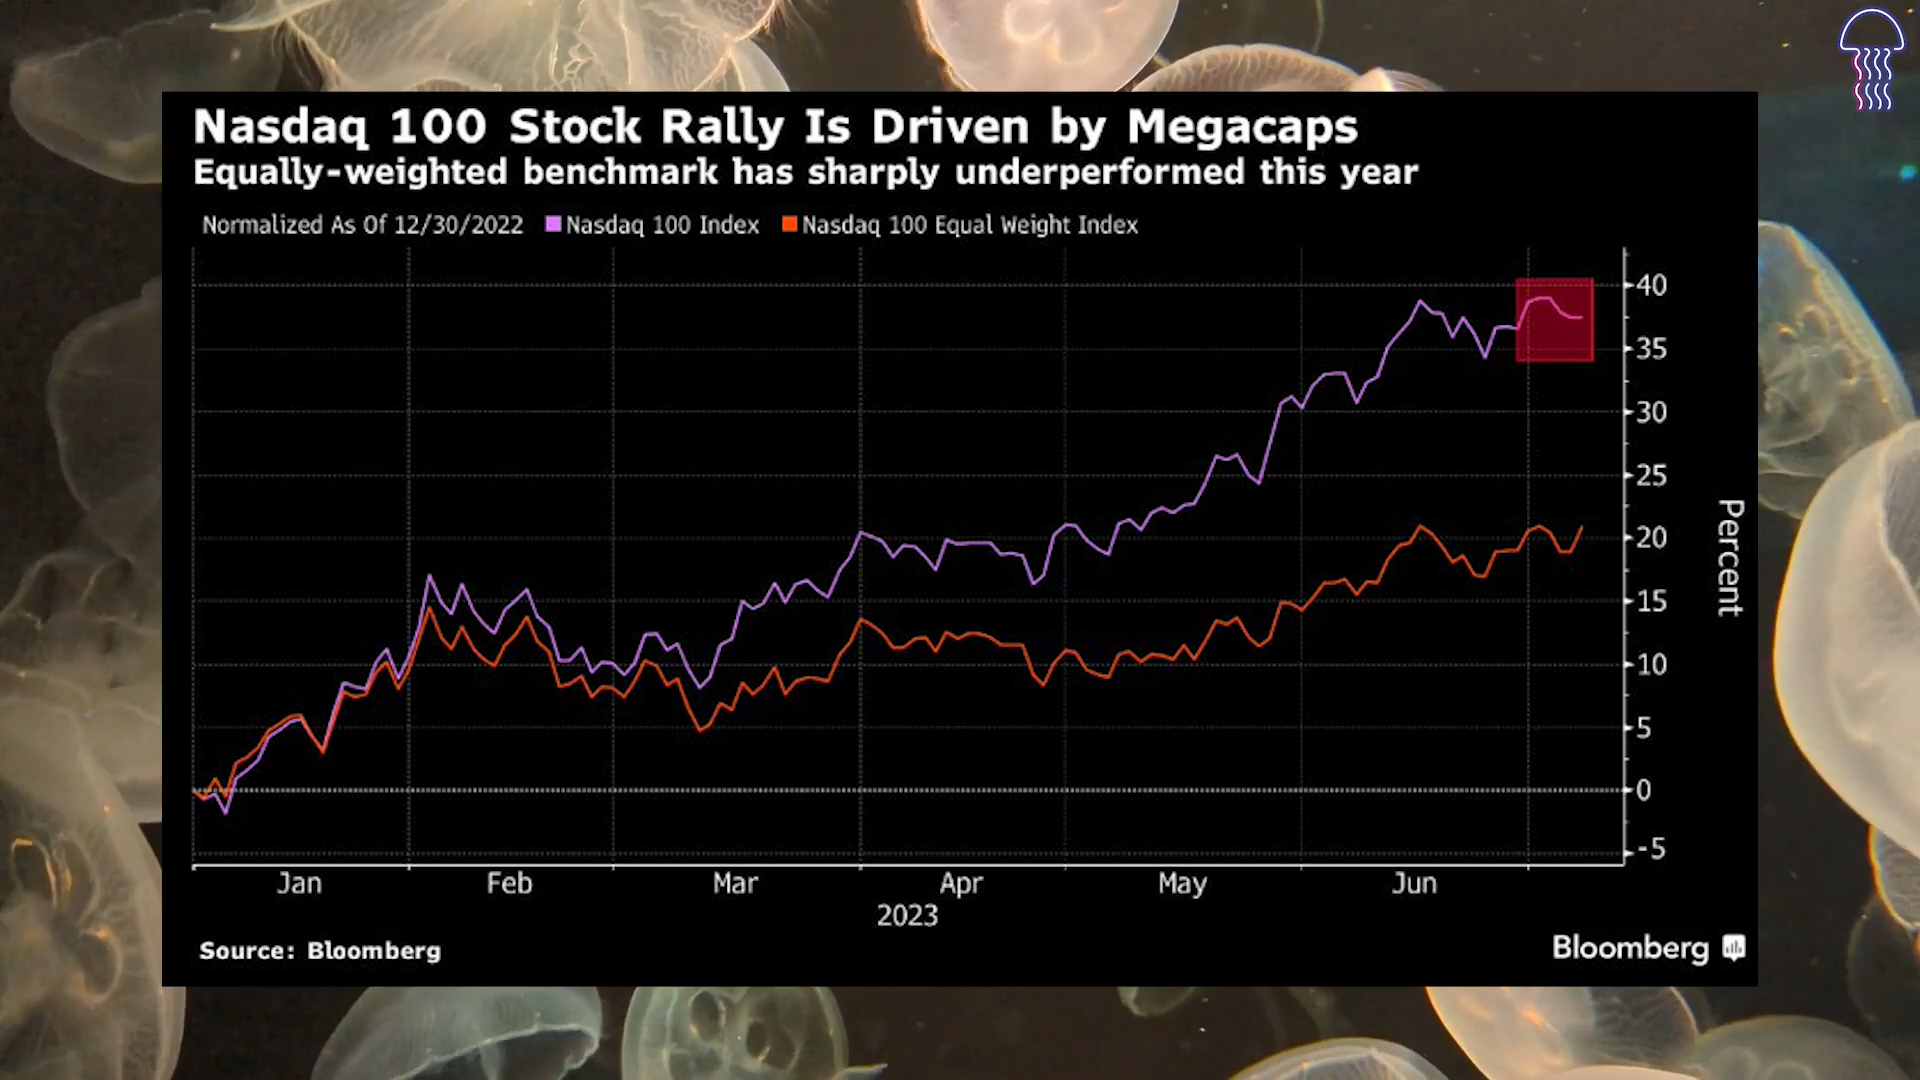 Nasdaq 100 Stock Rally Is Driven by Megacaps
Equally-weighted benchmark has sharply underperformed this year
Normalized As Of 12/30/2022 Nasdaq 100 Index Nasdaq 100 Equal Weight Index
40
35
30
25
20
15
10
5
0
-5
Percent
Jan Feb Mar Apr May Jun
2023
Source: Bloomberg
Bloomberg